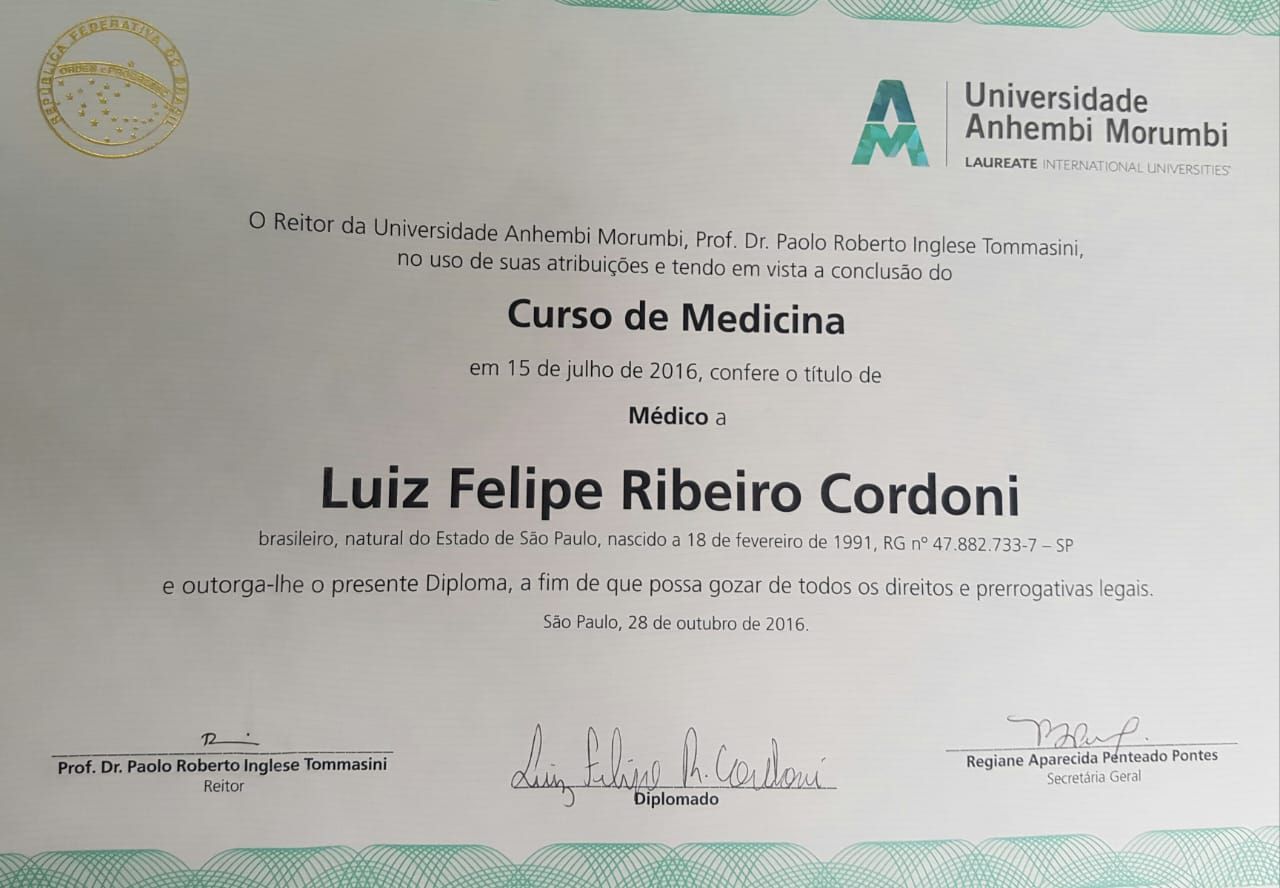 REPÚBLICA FEDERATIVA DO BRASIL
ORDEM E PROGRESSO
Universidade
Anhembi Morumbi
LAUREATE INTERNATIONAL UNIVERSITIES
O Reitor da Universidade Anhembi Morumbi, Prof. Dr. Paolo Roberto Inglese Tommasini,
no uso de suas atribuições e tendo em vista a conclusão do
Curso de Medicina
em 15 de julho de 2016, confere o título de
Médico a
Luiz Felipe Ribeiro Cordoni
brasileiro, natural do Estado de São Paulo, nascido a 18 de fevereiro de 1991, RG nº 47.882.733-7 – SP
e outorga-lhe o presente Diploma, a fim de que possa gozar de todos os direitos e prerrogativas legais.
São Paulo, 28 de outubro de 2016.
Prof. Dr. Paolo Roberto Inglese Tommasini
Reitor
Luiz Felipe R. Cordoni
Diplomado
Regiane Aparecida Penteado Pontes
Secretária Geral